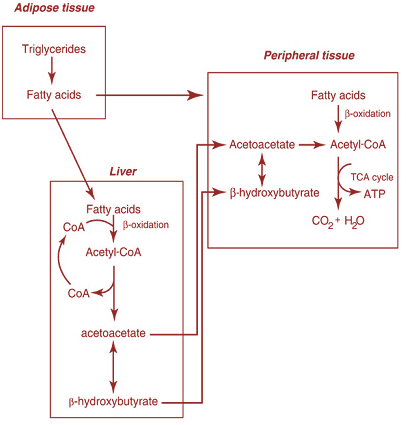 Adipose tissue
Triglycerides
Fatty acids
Peripheral tissue
Fatty acids
β-oxidation
Acetoacetate
Acetyl-CoA
TCA cycle
β-hydroxybutyrate
ATP
CO2 + H2O
Liver
Fatty acids
CoA
β-oxidation
Acetyl-CoA
CoA
acetoacetate
β-hydroxybutyrate